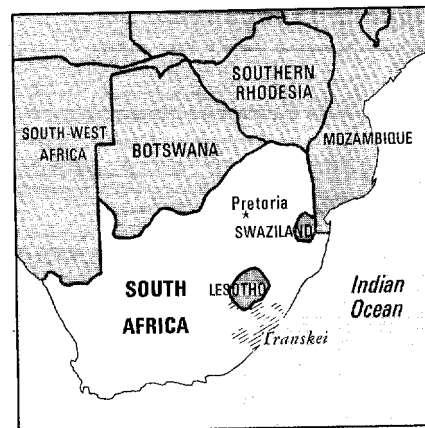 SOUTHERN
RHODESIA
SOUTH-WEST
AFRICA
BOTSWANA
MOZAMBIQUE
Pretoria
SWAZILAND
SOUTH
AFRICA
LESOTHO
Indian
Ocean
Transkei